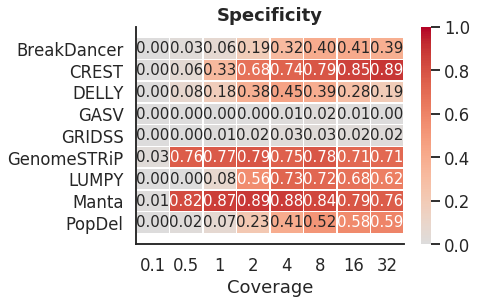 Specificity
BreakDancer 0.00 0.03 0.06 0.19 0.32 0.40 0.41 0.39
CREST 0.00 0.06 0.33 0.68 0.74 0.79 0.85 0.89
DELLY 0.00 0.08 0.18 0.38 0.45 0.39 0.28 0.19
GASV 0.00 0.00 0.00 0.00 0.01 0.02 0.01 0.00
GRIDSS 0.00 0.00 0.01 0.02 0.03 0.03 0.02 0.02
GenomeSTRiP 0.03 0.76 0.77 0.79 0.75 0.78 0.71 0.71
LUMPY 0.00 0.00 0.08 0.56 0.73 0.72 0.68 0.62
Manta 0.01 0.82 0.87 0.89 0.88 0.84 0.79 0.76
PopDel 0.00 0.02 0.07 0.23 0.41 0.52 0.58 0.59
0.1 0.5 1 2 4 8 16 32
Coverage
1.0
0.8
0.6
0.4
0.2
0.0